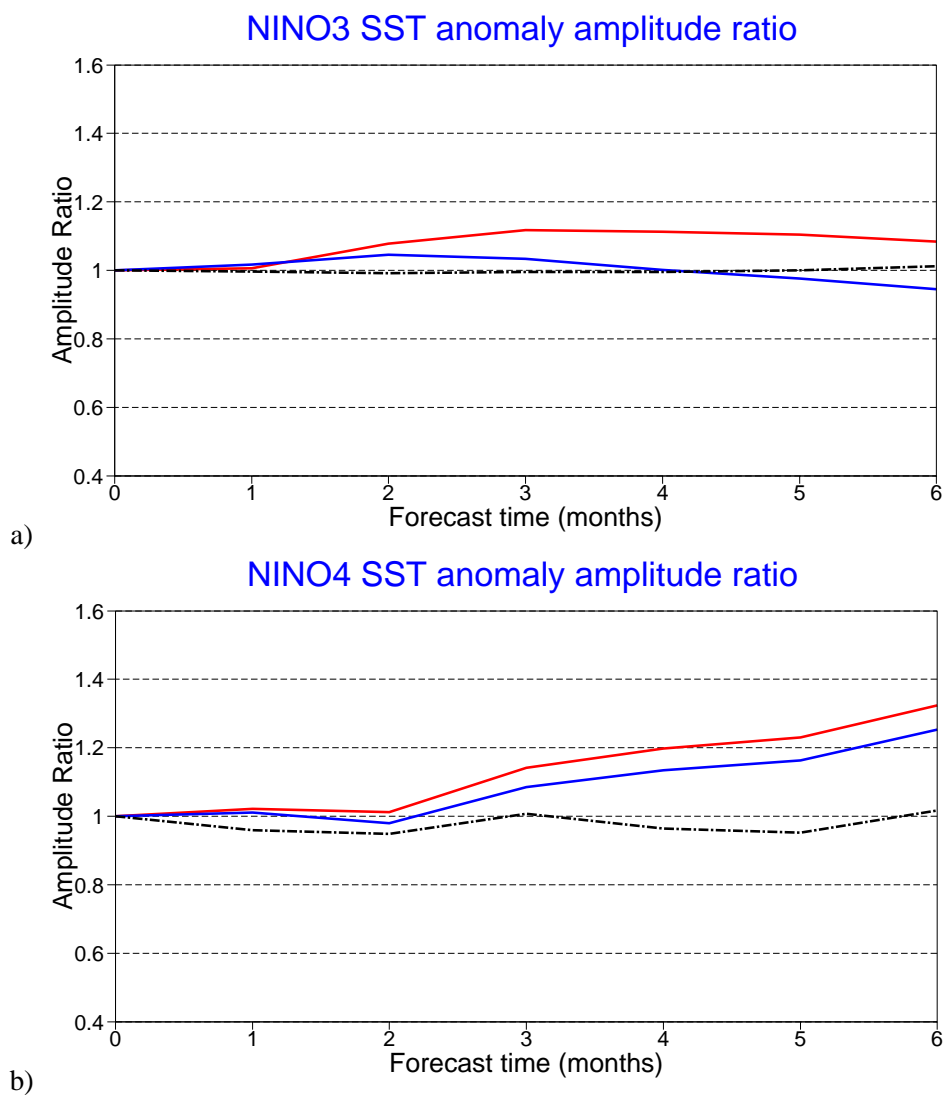 NINO3 SST anomaly amplitude ratio
1.6
1.4
1.2
1
0.8
0.6
0.4
Amplitude Ratio
0 1 2 3 4 5 6
Forecast time (months)
a)
NINO4 SST anomaly amplitude ratio
1.6
1.4
1.2
1
0.8
0.6
0.4
Amplitude Ratio
0 1 2 3 4 5 6
Forecast time (months)
b)